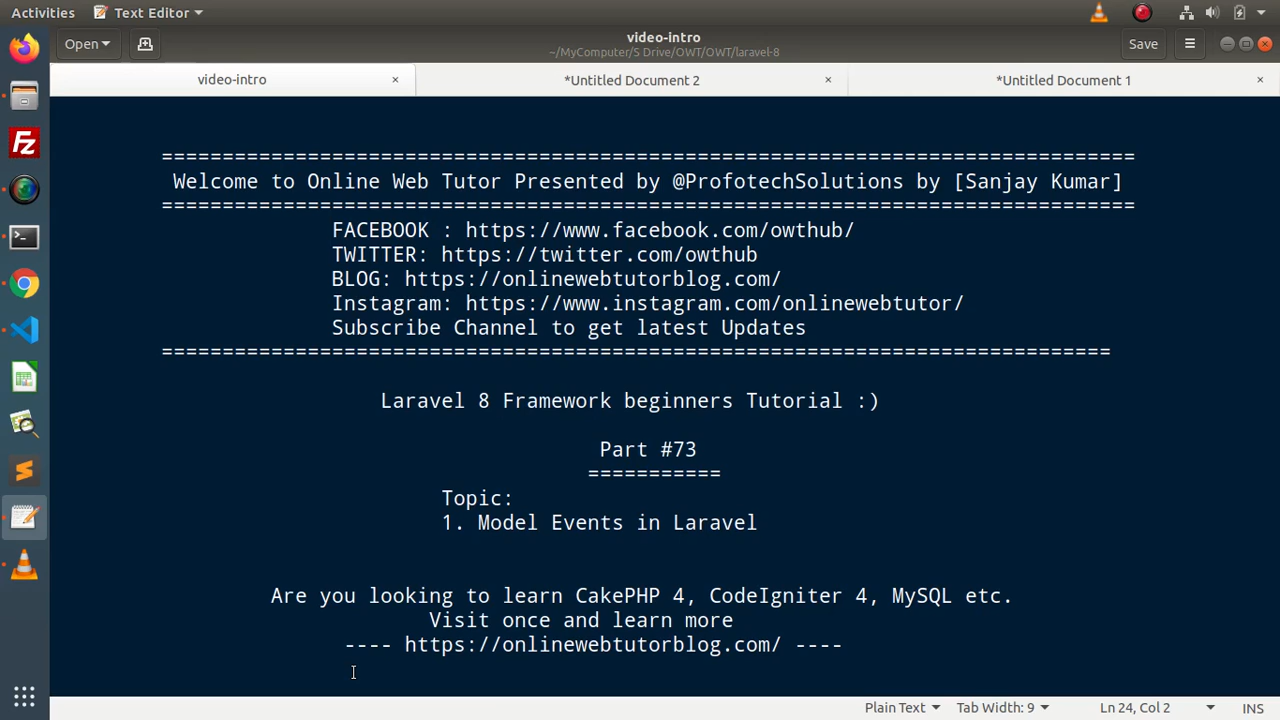 Activities
Text Editor
Open
video-intro
~/MyComputer/S Drive/OWT/OWT/laravel-8
Save
video-intro
*Untitled Document 2
*Untitled Document 1
================================================================================
Welcome to Online Web Tutor Presented by @ProfotechSolutions by [Sanjay Kumar]
================================================================================
FACEBOOK : https://www.facebook.com/owthub/
TWITTER: https://twitter.com/owthub
BLOG: https://onlinewebtutorblog.com/
Instagram: https://www.instagram.com/onlinewebtutor/
Subscribe Channel to get latest Updates
==============================================================================
Laravel 8 Framework beginners Tutorial :)
Part #73
===========
Topic:
1. Model Events in Laravel
Are you looking to learn CakePHP 4, CodeIgniter 4, MySQL etc.
Visit once and learn more
---- https://onlinewebtutorblog.com/ ----
Plain Text
Tab Width: 9
Ln 24, Col 2
INS